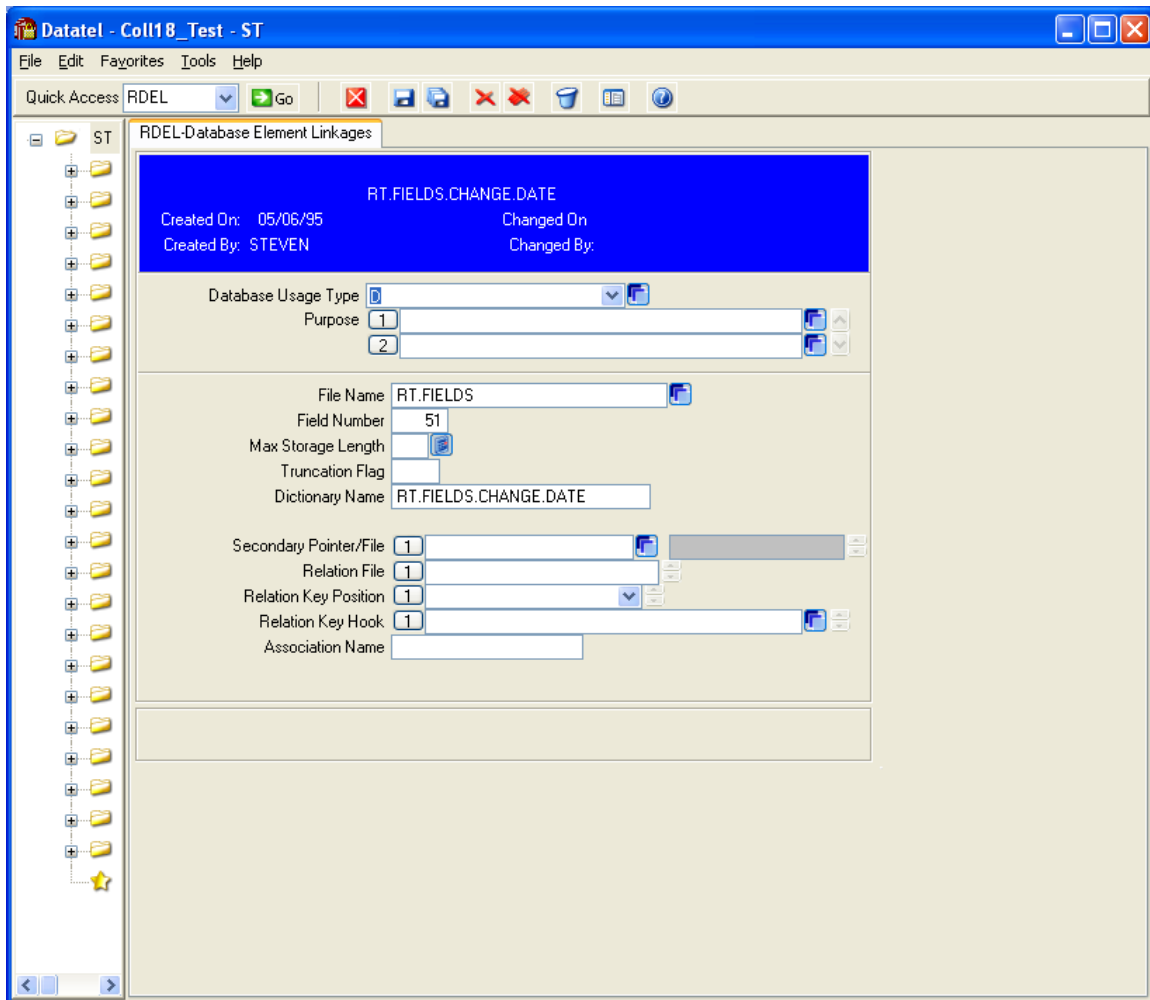 Datatel - Coll18_Test - ST
File Edit Favorites Tools Help
Quick Access RDEL Go
ST
RDEL-Database Element Linkages
RT.FIELDS.CHANGE.DATE
Created On: 05/06/95 Changed On
Created By: STEVEN Changed By:
Database Usage Type D
Purpose 1
2
File Name RT.FIELDS
Field Number 51
Max Storage Length
Truncation Flag
Dictionary Name RT.FIELDS.CHANGE.DATE
Secondary Pointer/File 1
Relation File 1
Relation Key Position 1
Relation Key Hook 1
Association Name